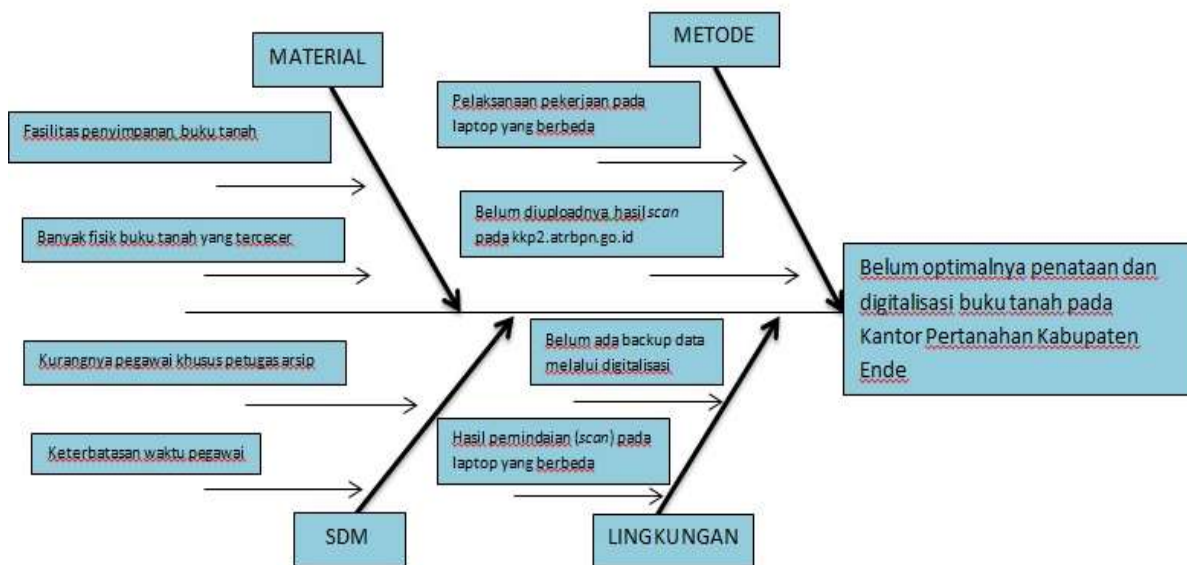 MATERIAL
METODE
Fasilitas penyimpanan buku tanah
Pelaksanaan pekerjaan pada
laptop yang berbeda
Banyak fisik buku tanah yang tercecer
Belum diuploadnya hasil scan
pada kkp2.atrbpn.go.id
Belum optimalnya penataan dan
digitalisasi buku tanah pada
Kantor Pertanahan Kabupaten
Ende
Kurangnya pegawai khusus petugas arsip
Belum ada backup data
melalui digitalisasi
Keterbatasan waktu pegawai
Hasil pemindaian (scan) pada
laptop yang berbeda
SDM
LINGKUNGAN